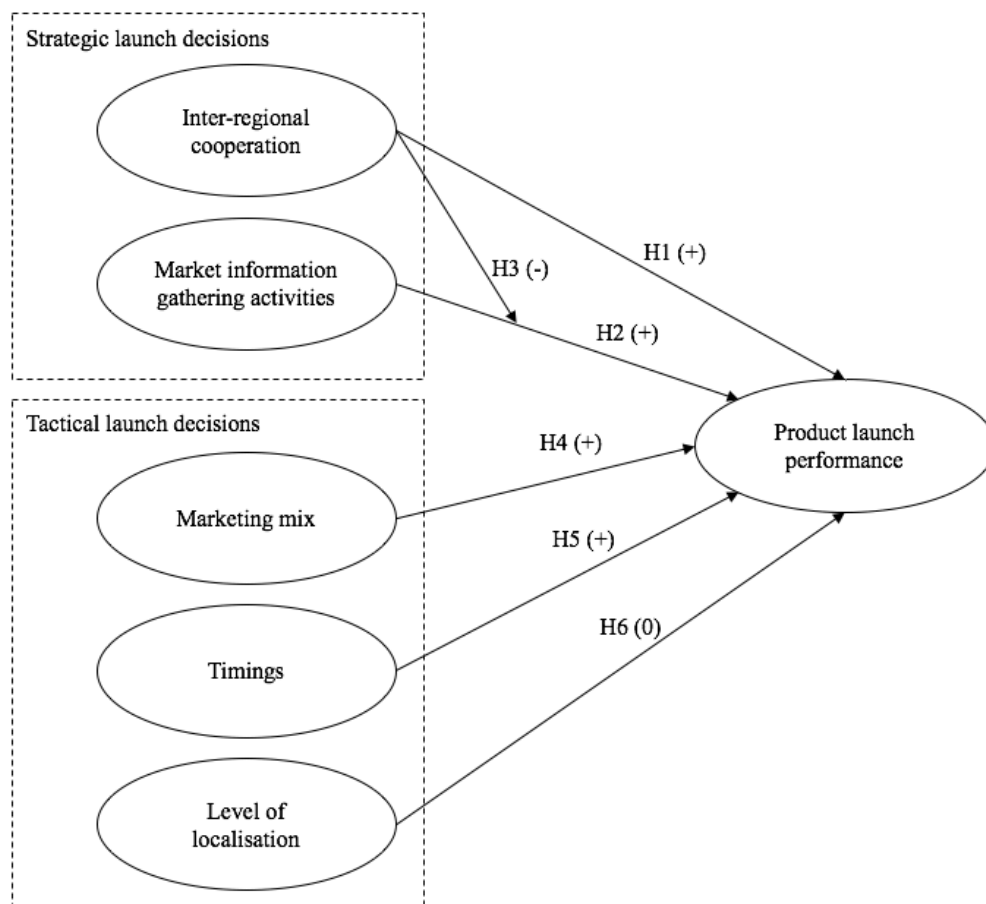 Strategic launch decisions
Inter-regional
cooperation
Market information
gathering activities
H1 (+)
H3 (-)
H2 (+)
Product launch
performance
Tactical launch decisions
Marketing mix
H4 (+)
Timings
H5 (+)
Level of
localisation
H6 (0)